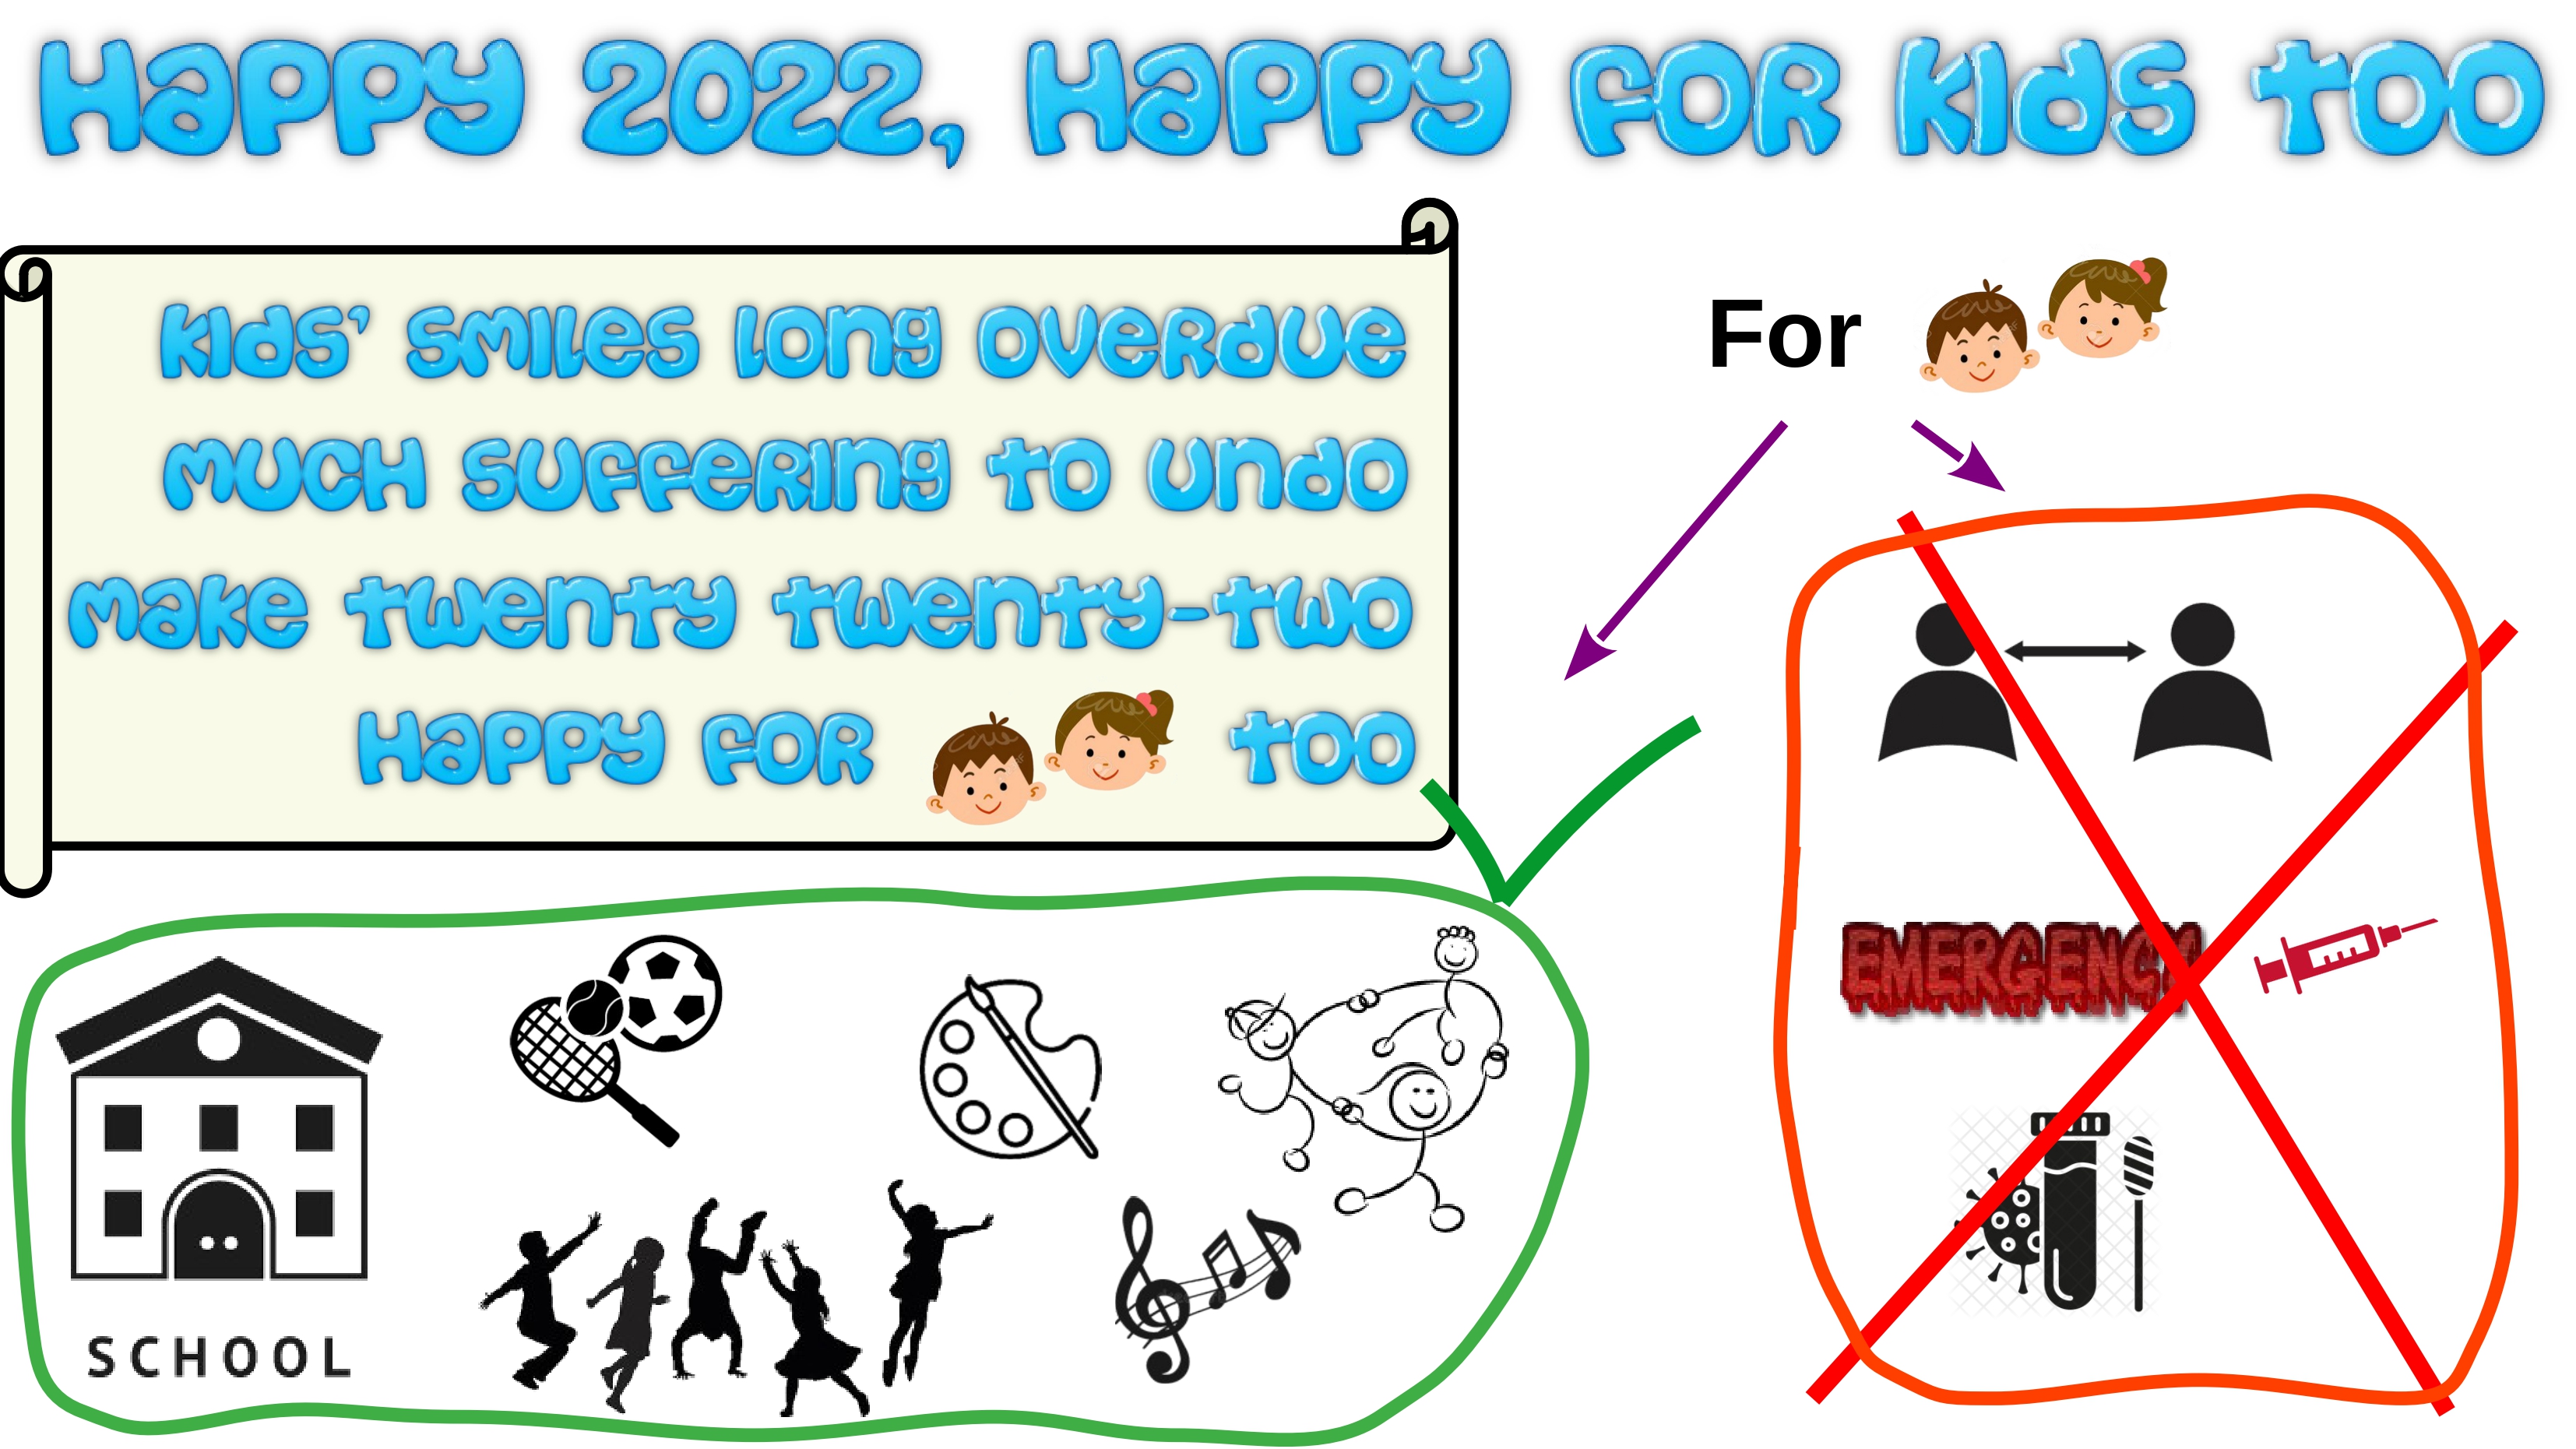 Happy 2022, Happy for kids too
kids' smiles long overdue
much suffering to undo
make twenty twenty-two
Happy for too
For
EMERGENCY
SCHOOL